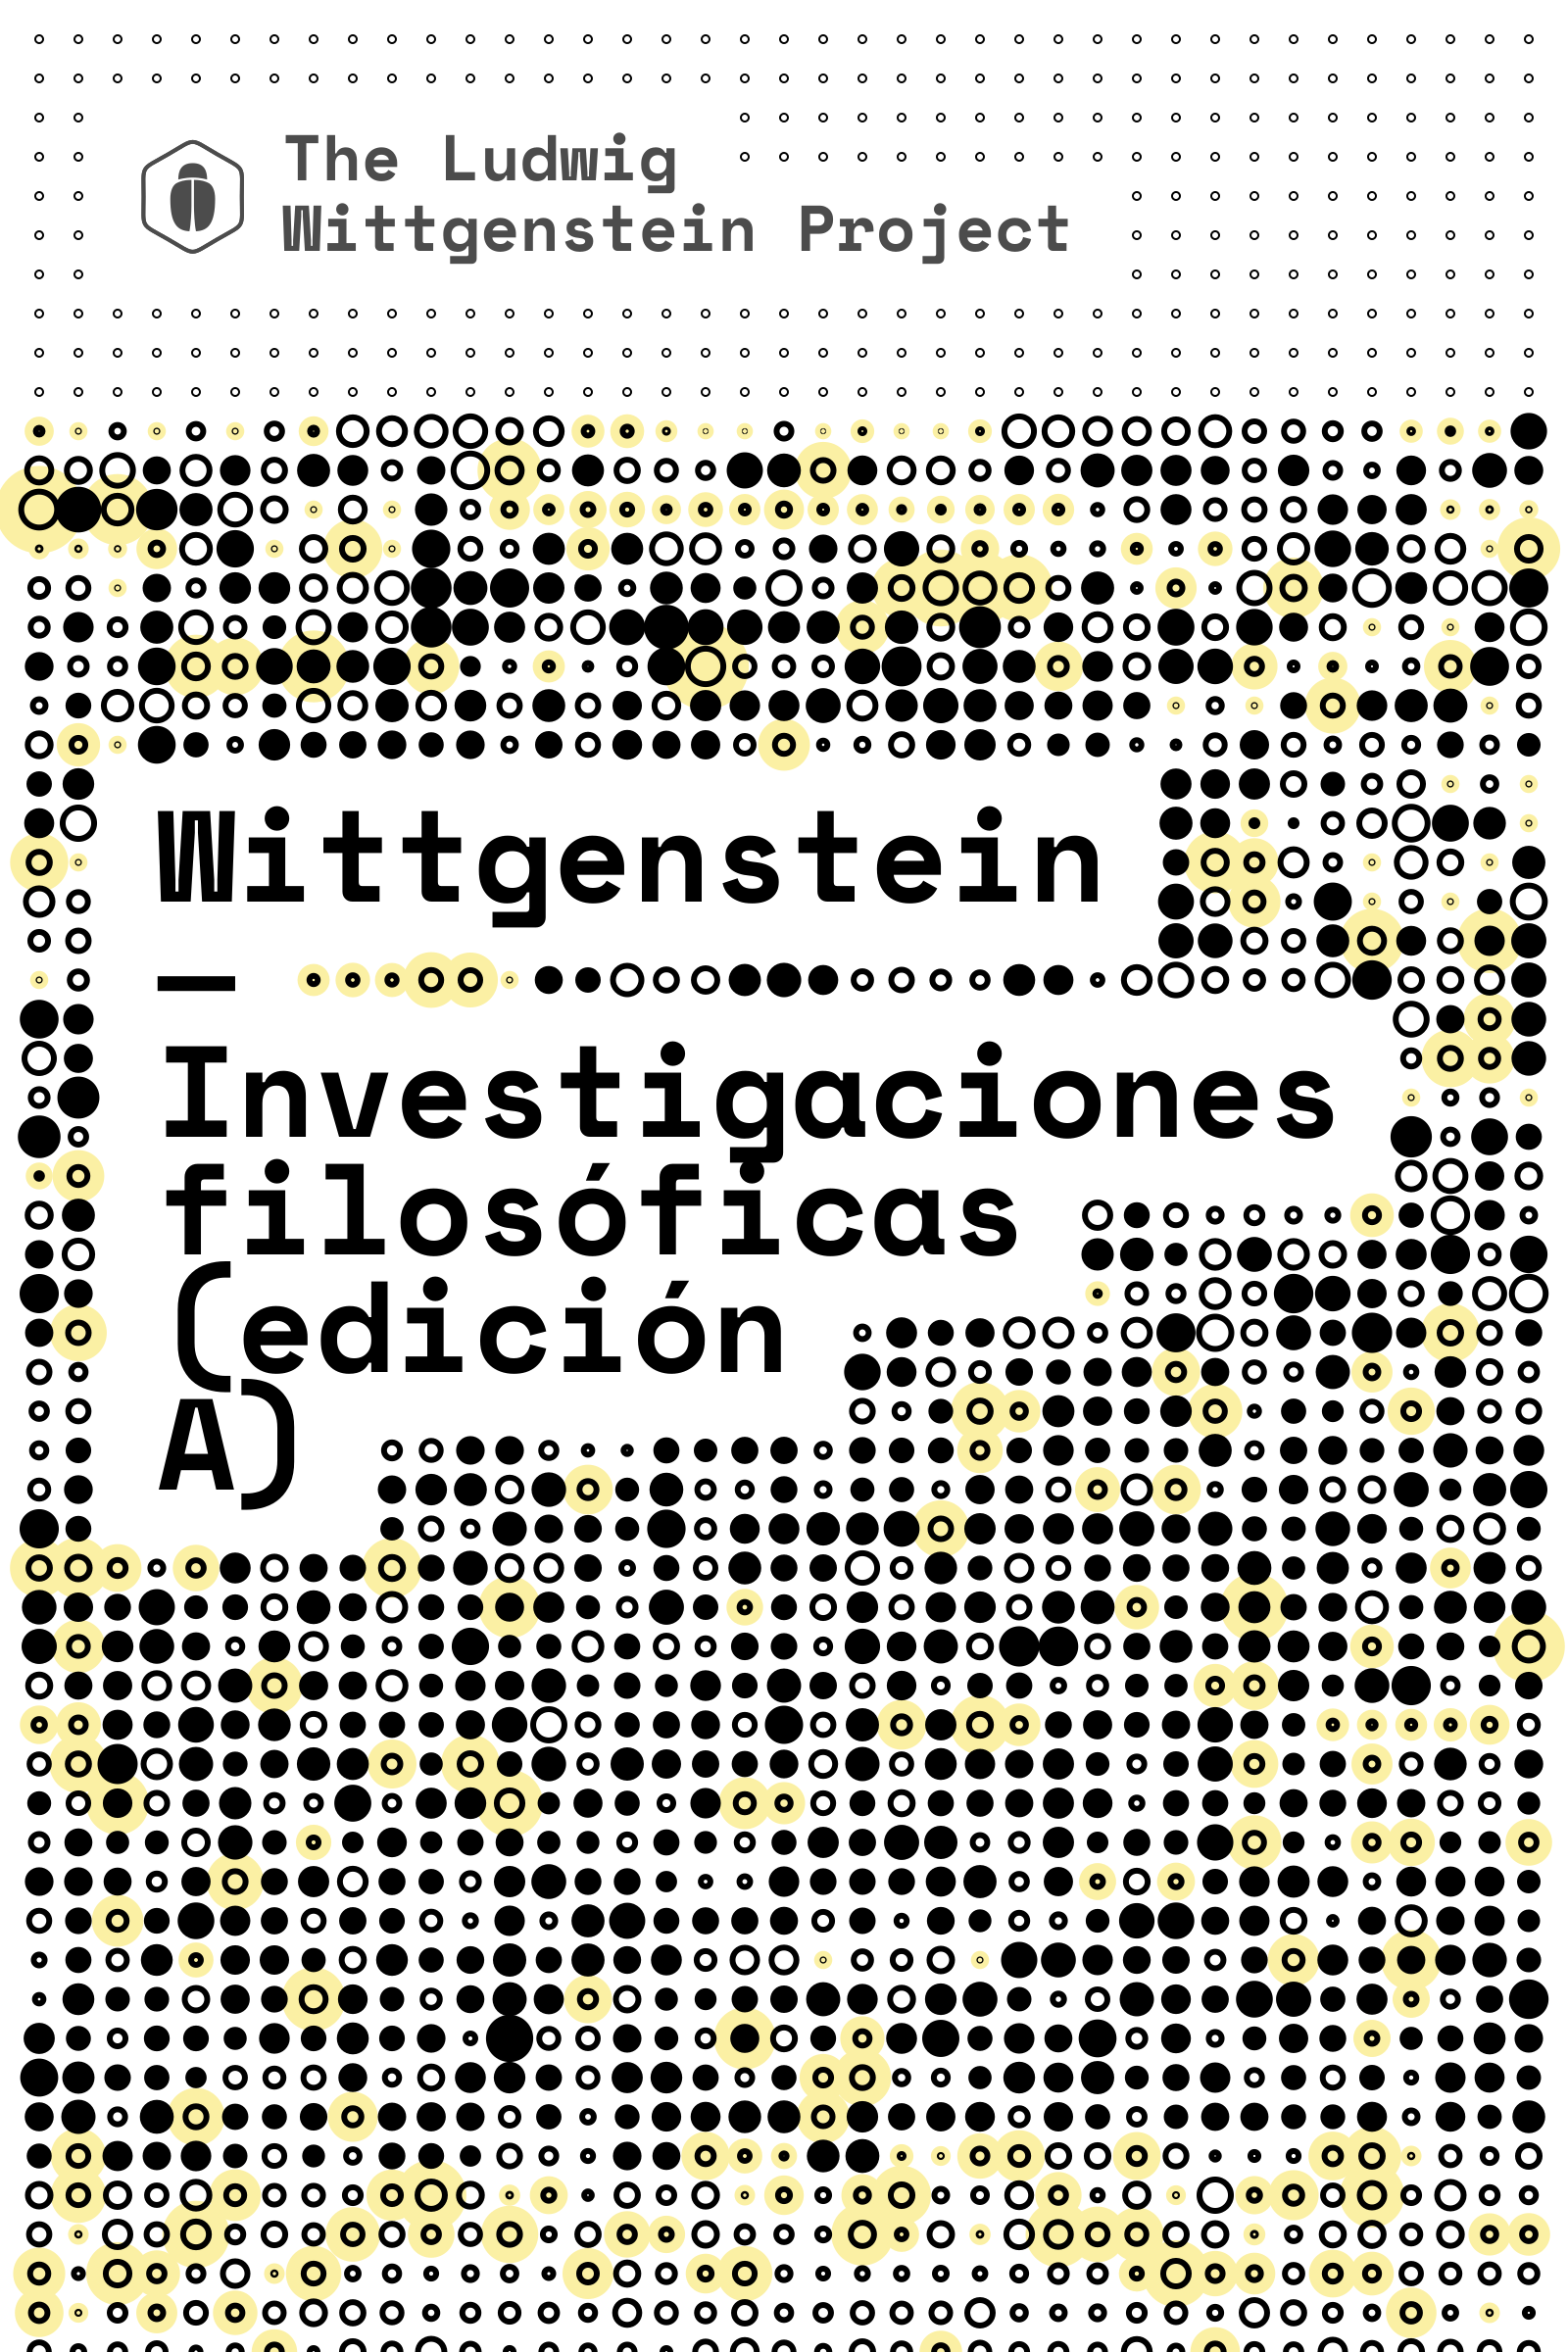 The Ludwig
Wittgenstein Project
Wittgenstein
—
Investigaciones
filosóficas
(edición
A)